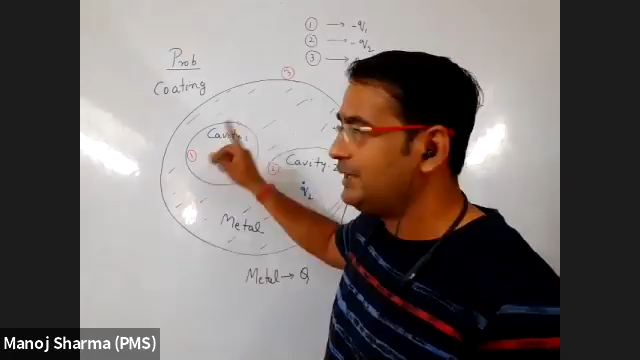 ① → -q₁
② → -q₂
③ →
Prob
Coating
③
Cavity-1
①
②
Cavity-2
q₂
Metal
Metal → Q
Manoj Sharma (PMS)